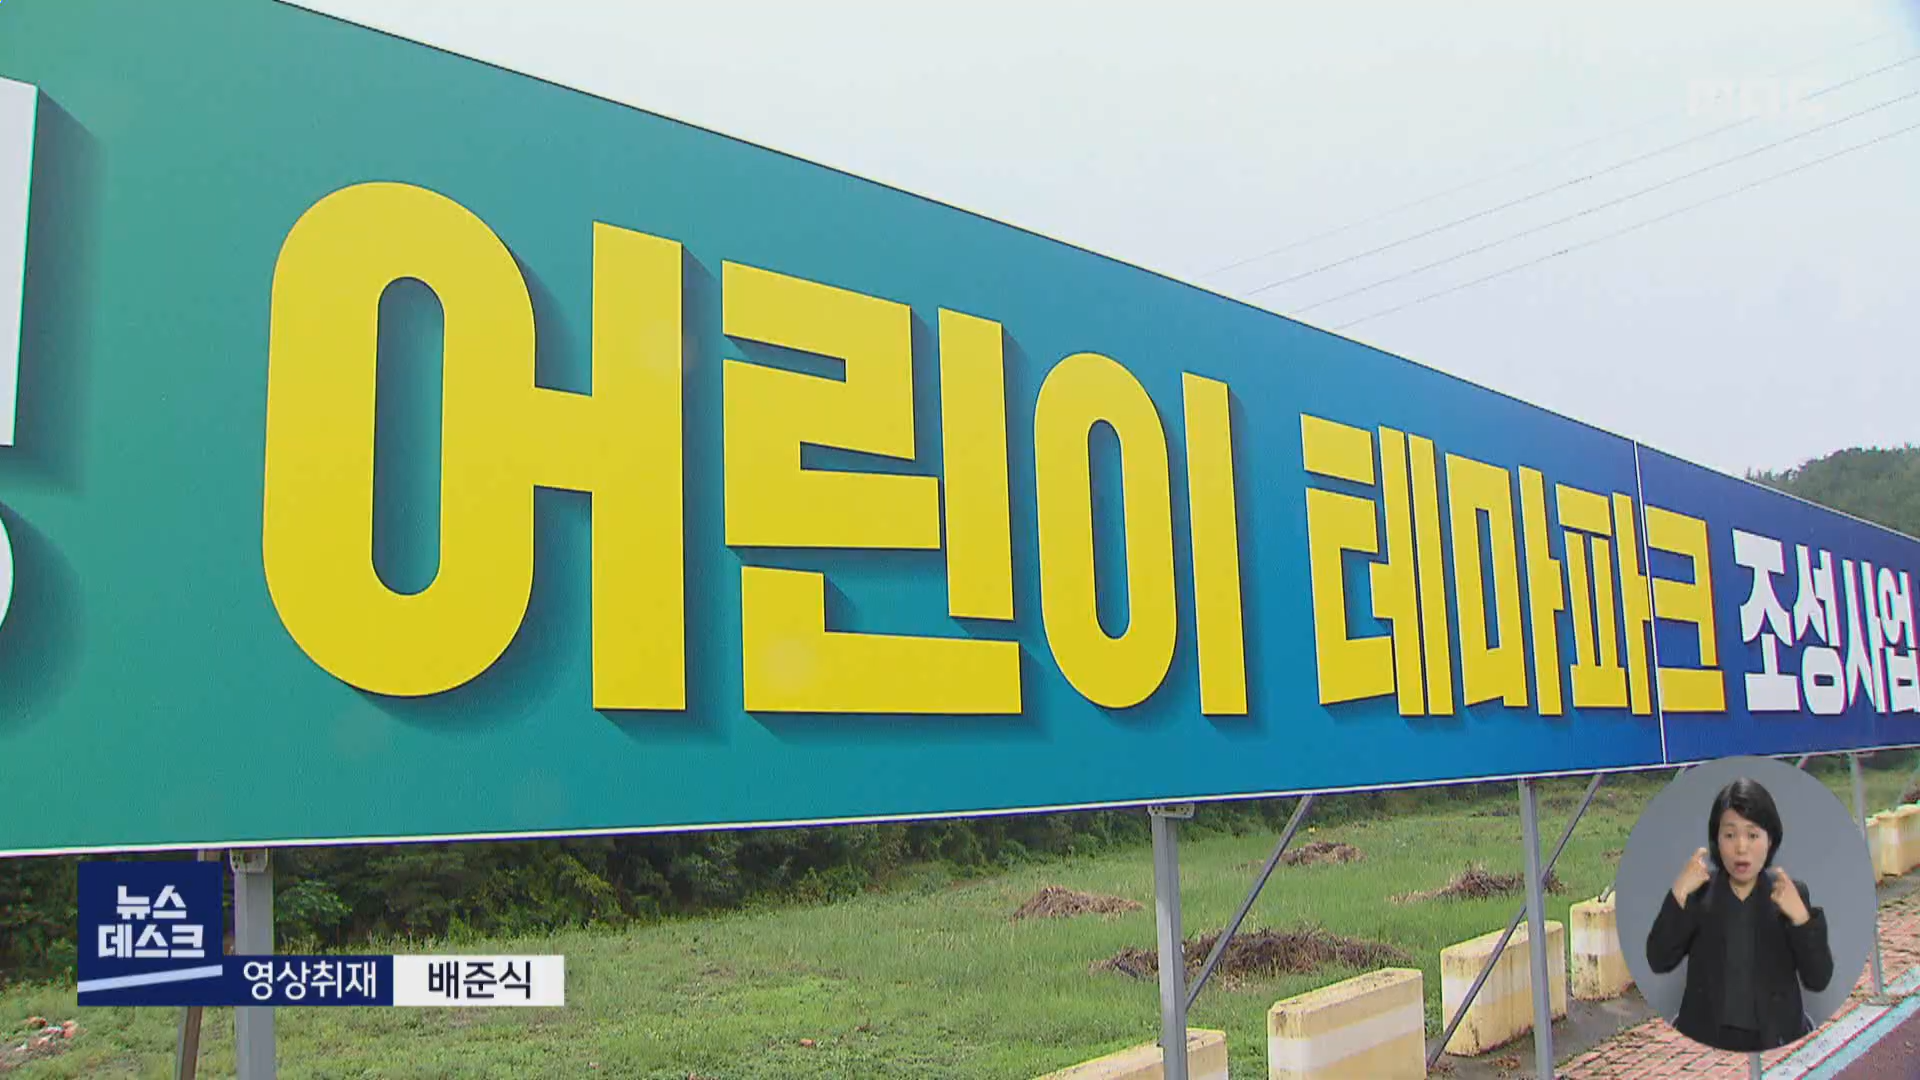 mbc
어린이 테마파크 조성사업
뉴스
데스크
영상취재 배준식